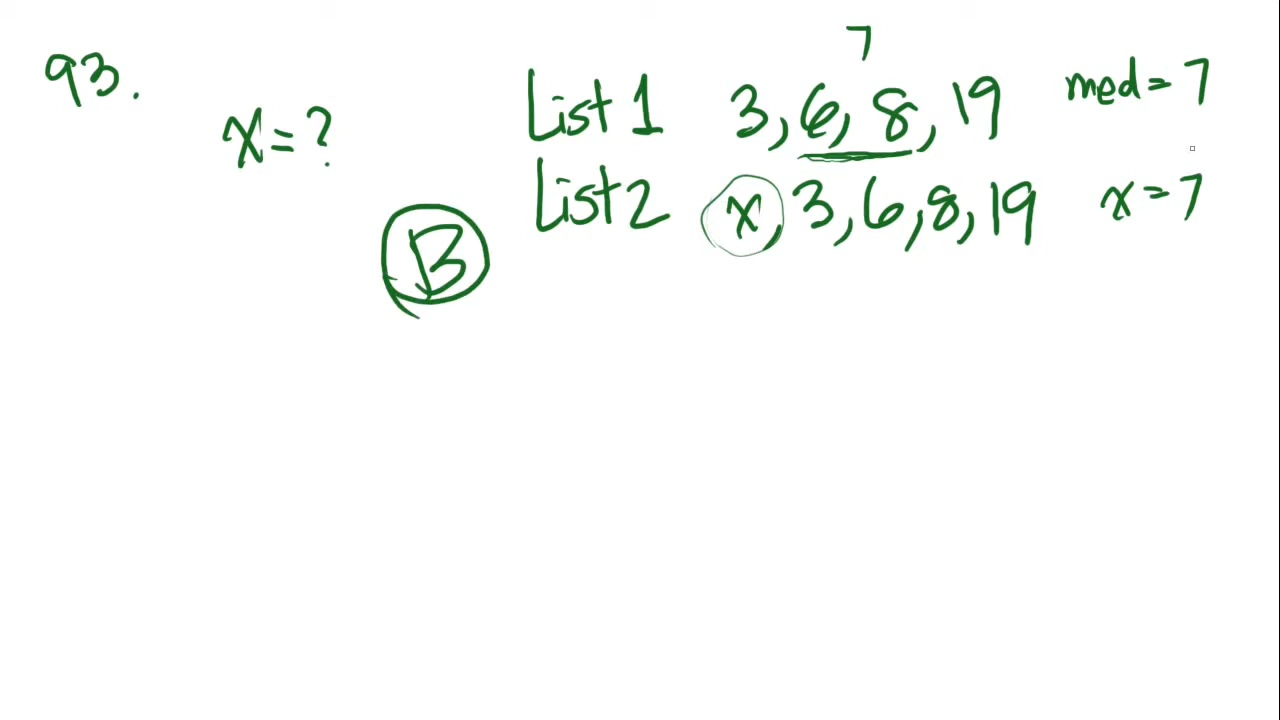 93.
x = ?
7
List 1 3, 6, 8, 19 med = 7
List 2 x, 3, 6, 8, 19 x = 7
B